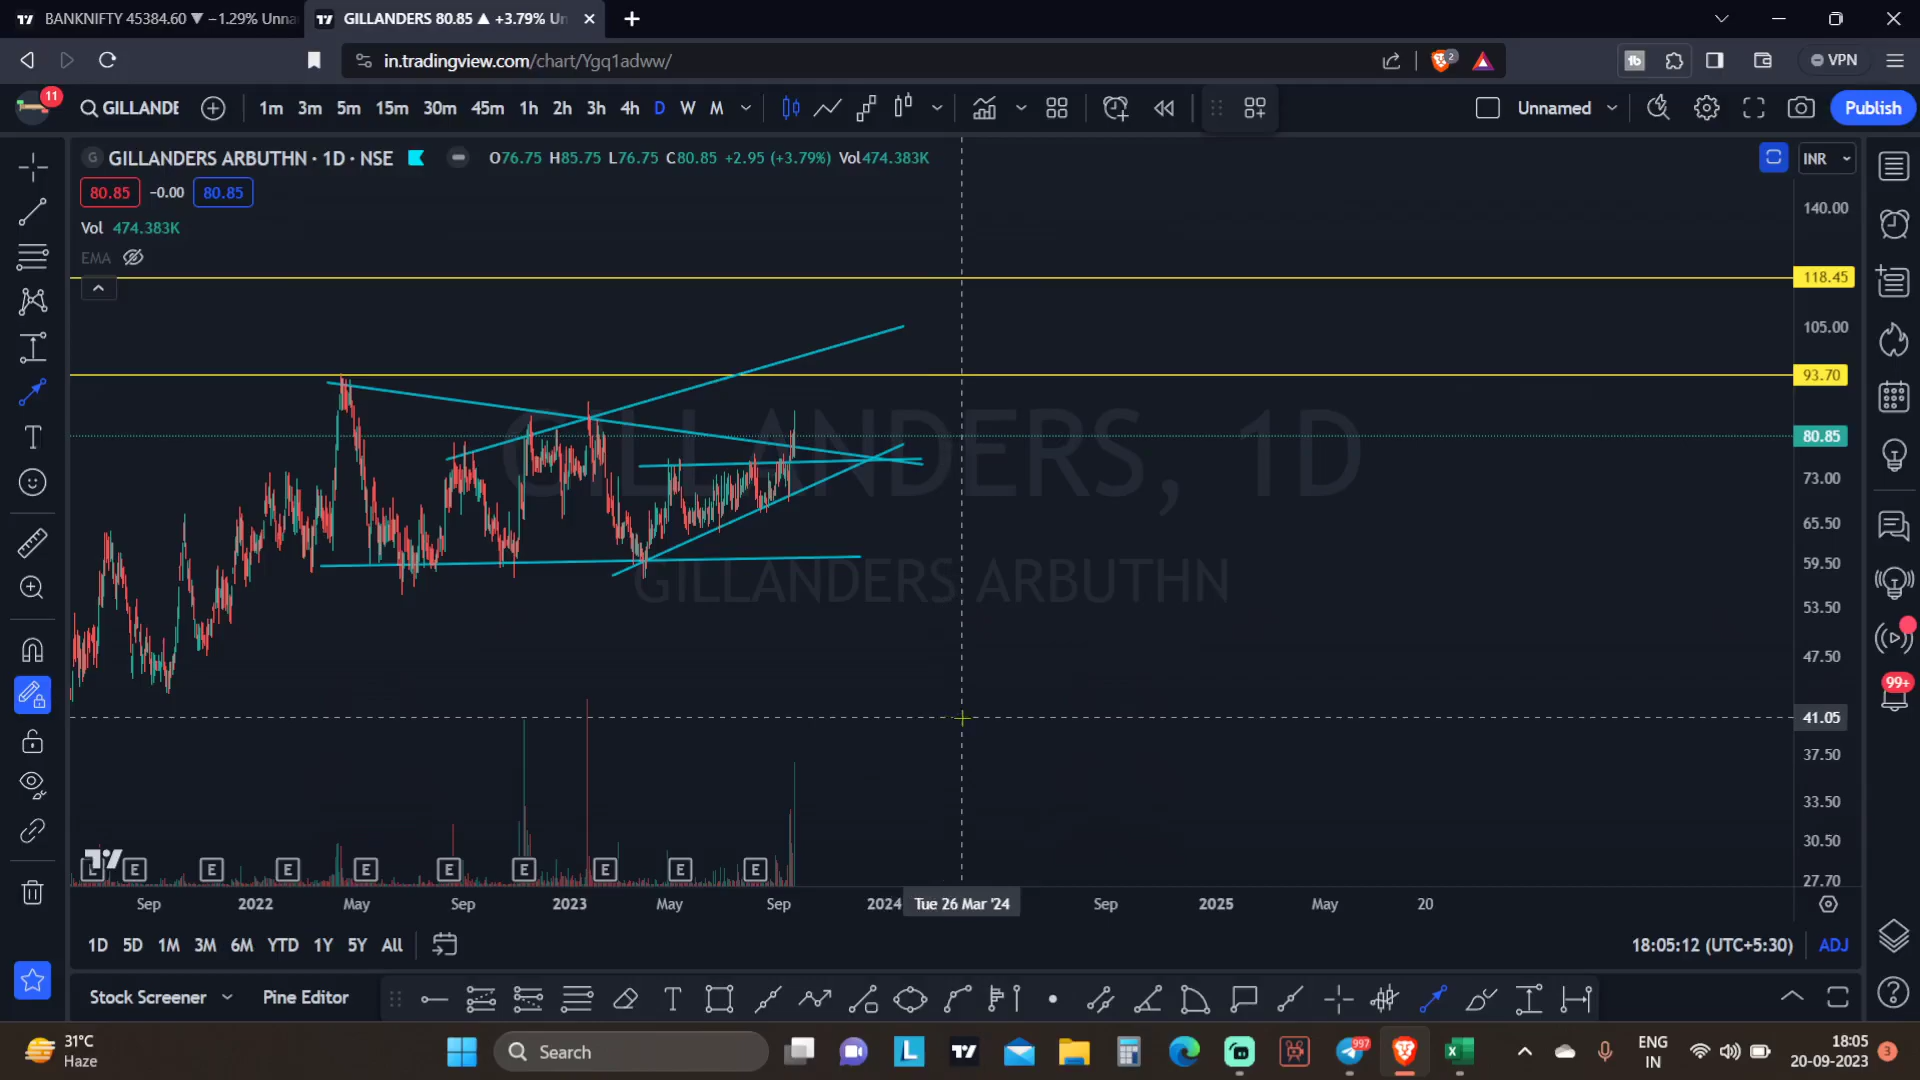 BANKNIFTY 45384.60 ▼ −1.29% Unna
GILLANDERS 80.85 ▲ +3.79% Un
in.tradingview.com/chart/Ygq1adww/
2
VPN
11
GILLANDE
1m 3m 5m 15m 30m 45m 1h 2h 3h 4h D W M
Unnamed
Publish
G GILLANDERS ARBUTHN · 1D · NSE
O76.75 H85.75 L76.75 C80.85 +2.95 (+3.79%) Vol474.383K
INR
80.85 −0.00 80.85
140.00
Vol 474.383K
EMA
118.45
105.00
93.70
80.85
GILLANDERS, 1D
73.00
65.50
59.50
GILLANDERS ARBUTHN
53.50
47.50
99+
41.05
37.50
33.50
30.50
27.70
L E E E E E E E E E
Sep 2022 May Sep 2023 May Sep 2024 Tue 26 Mar '24 Sep 2025 May 20
1D 5D 1M 3M 6M YTD 1Y 5Y All
18:05:12 (UTC+5:30) ADJ
Stock Screener Pine Editor
31°C
Haze
Search
997
ENG
IN
18:05
20-09-2023
3